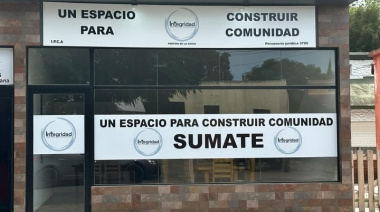 UN ESPACIO
PARA
I.P.C.A
Integridad
CONSTRUIR
COMUNIDAD
Integridad
UN ESPACIO PARA CONSTRUIR COMUNIDAD
Integridad
SUMATE
Integridad